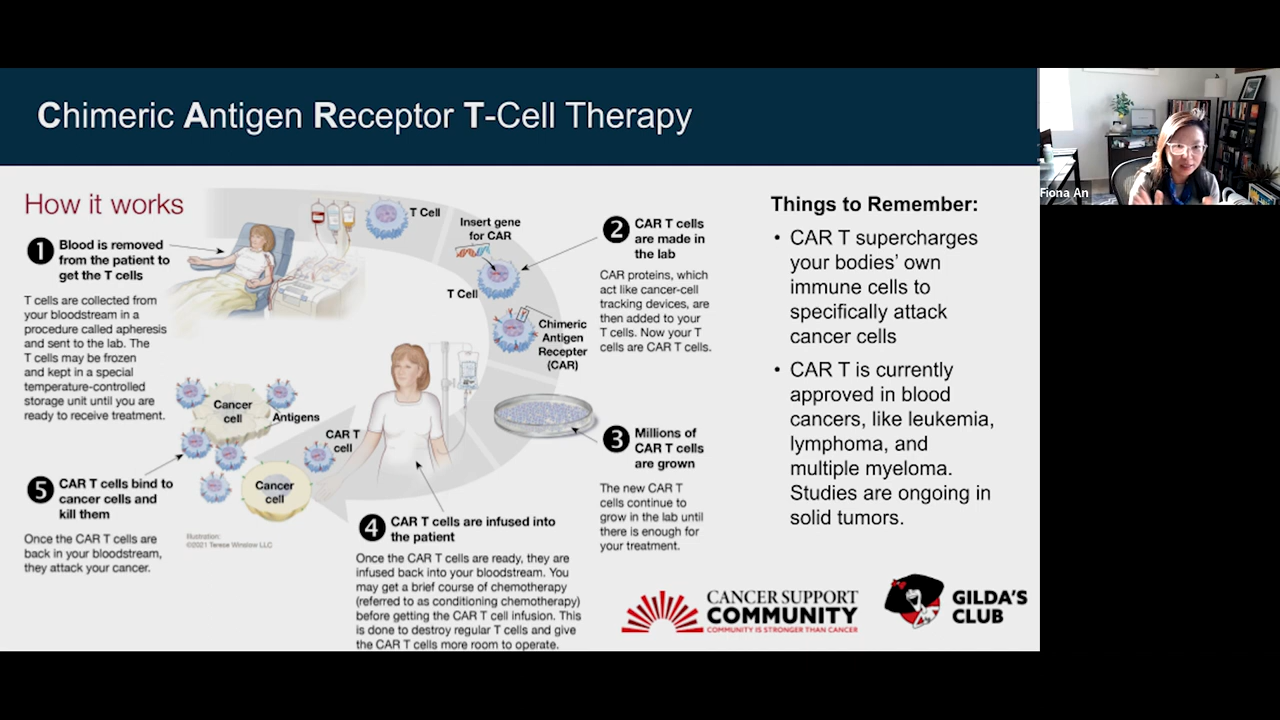 Chimeric Antigen Receptor T-Cell Therapy
How it works
1
Blood is removed
from the patient to
get the T cells
T cells are collected from
your bloodstream in a
procedure called apheresis
and sent to the lab. The
T cells may be frozen
and kept in a special
temperature-controlled
storage unit until you are
ready to receive treatment.
T Cell
Insert gene
for CAR
T Cell
Chimeric
Antigen
Recepter
(CAR)
2
CAR T cells
are made in
the lab
CAR proteins, which
act like cancer-cell
tracking devices, are
then added to your
T cells. Now your T
cells are CAR T cells.
3
Millions of
CAR T cells
are grown
The new CAR T
cells continue to
grow in the lab until
there is enough for
your treatment.
4
CAR T cells are infused into
the patient
Once the CAR T cells are ready, they are
infused back into your bloodstream. You
may get a brief course of chemotherapy
(referred to as conditioning chemotherapy)
before getting the CAR T cell infusion. This
is done to destroy regular T cells and give
the CAR T cells more room to operate.
Cancer
cell
Antigens
CAR T
cell
Cancer
cell
5
CAR T cells bind to
cancer cells and
kill them
Once the CAR T cells are
back in your bloodstream,
they attack your cancer.
Illustration:
©2021 Terese Winslow LLC
Things to Remember:
• CAR T supercharges
your bodies’ own
immune cells to
specifically attack
cancer cells
• CAR T is currently
approved in blood
cancers, like leukemia,
lymphoma, and
multiple myeloma.
Studies are ongoing in
solid tumors.
CANCER SUPPORT
COMMUNITY
COMMUNITY IS STRONGER THAN CANCER
GILDA'S
CLUB
Fiona An